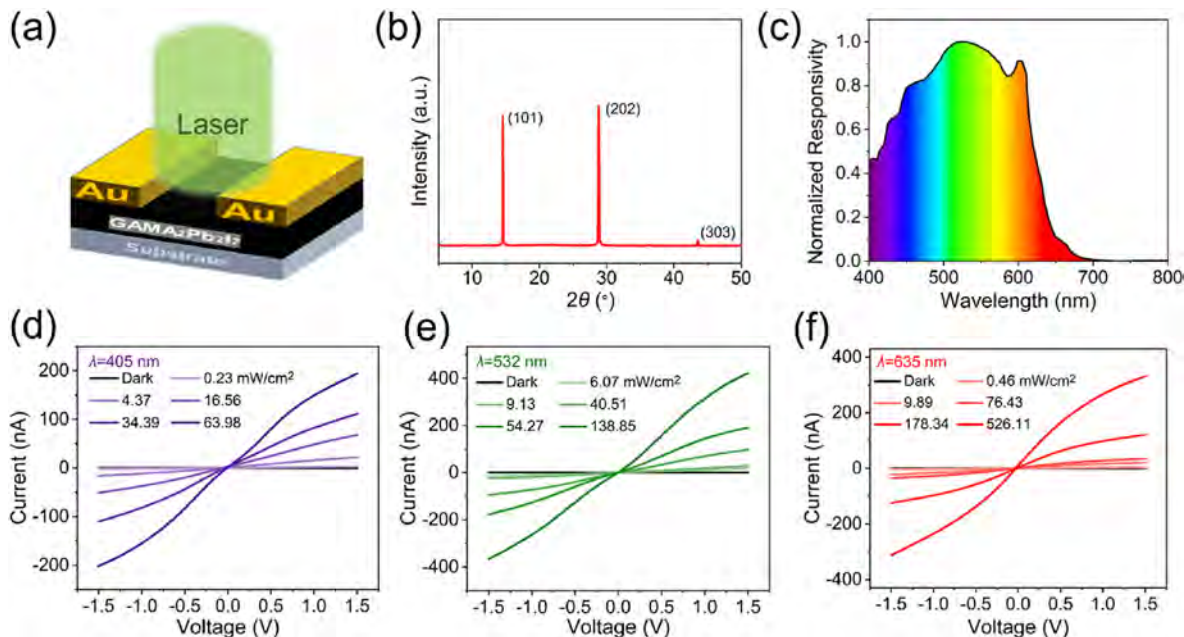 (a)
Laser
Au
Au
GAMA₂Pb₂I₇
Substrate
(b)
Intensity (a.u.)
(101)
(202)
(303)
0
10
20
30
40
50
2θ (°)
(c)
Normalized Responsivity
1.0
0.8
0.6
0.4
0.2
0.0
400
500
600
700
800
Wavelength (nm)
(d)
λ=405 nm
Dark
0.23 mW/cm²
4.37
16.56
34.39
63.98
Current (nA)
200
100
0
-100
-200
-1.5
-1.0
-0.5
0.0
0.5
1.0
1.5
Voltage (V)
(e)
λ=532 nm
Dark
6.07 mW/cm²
9.13
40.51
54.27
138.85
Current (nA)
400
200
0
-200
-400
-1.5
-1.0
-0.5
0.0
0.5
1.0
1.5
Voltage (V)
(f)
λ=635 nm
Dark
0.46 mW/cm²
9.89
76.43
178.34
526.11
Current (nA)
400
200
0
-200
-400
-1.5
-1.0
-0.5
0.0
0.5
1.0
1.5
Voltage (V)